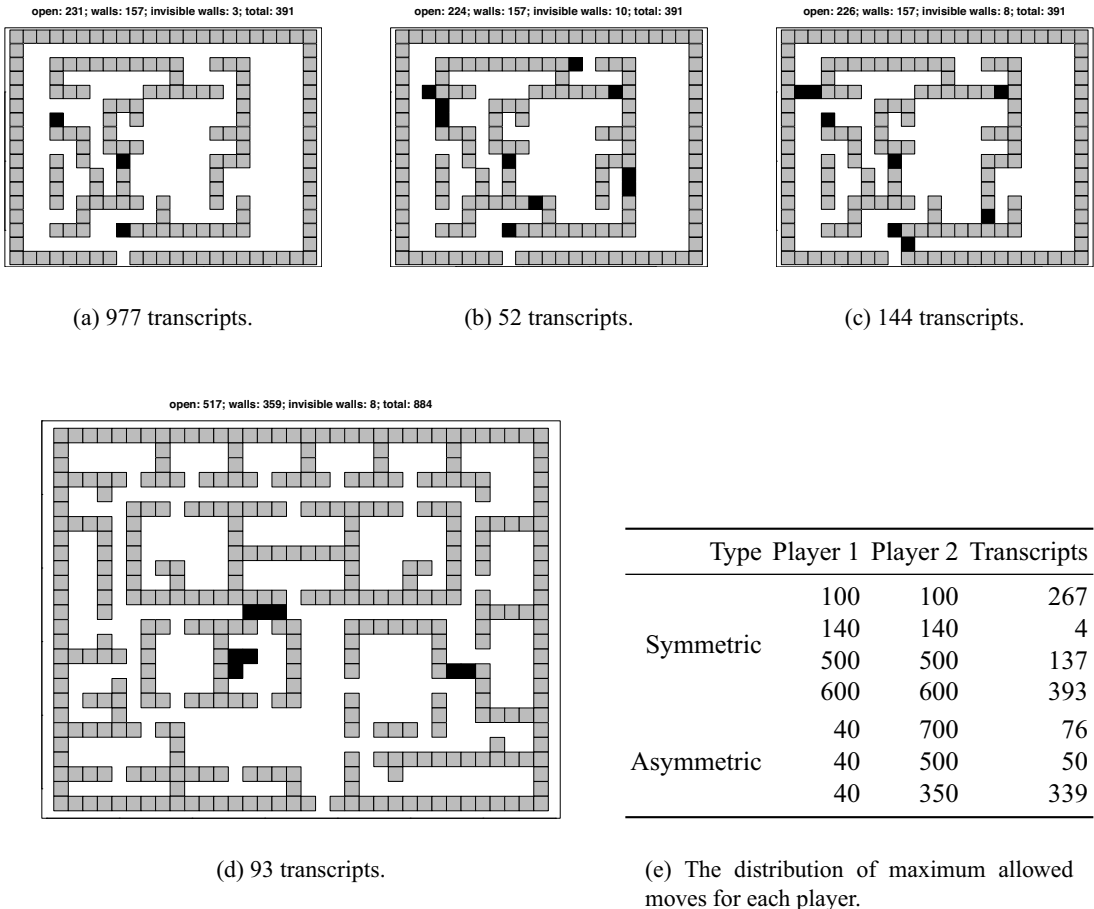 open: 231; walls: 157; invisible walls: 3; total: 391
open: 224; walls: 157; invisible walls: 10; total: 391
open: 226; walls: 157; invisible walls: 8; total: 391
(a) 977 transcripts.
(b) 52 transcripts.
(c) 144 transcripts.
open: 517; walls: 359; invisible walls: 8; total: 884
(d) 93 transcripts.
Type Player 1 Player 2 Transcripts
Symmetric
100 100 267
140 140 4
500 500 137
600 600 393
Asymmetric
40 700 76
40 500 50
40 350 339
(e) The distribution of maximum allowed
moves for each player.